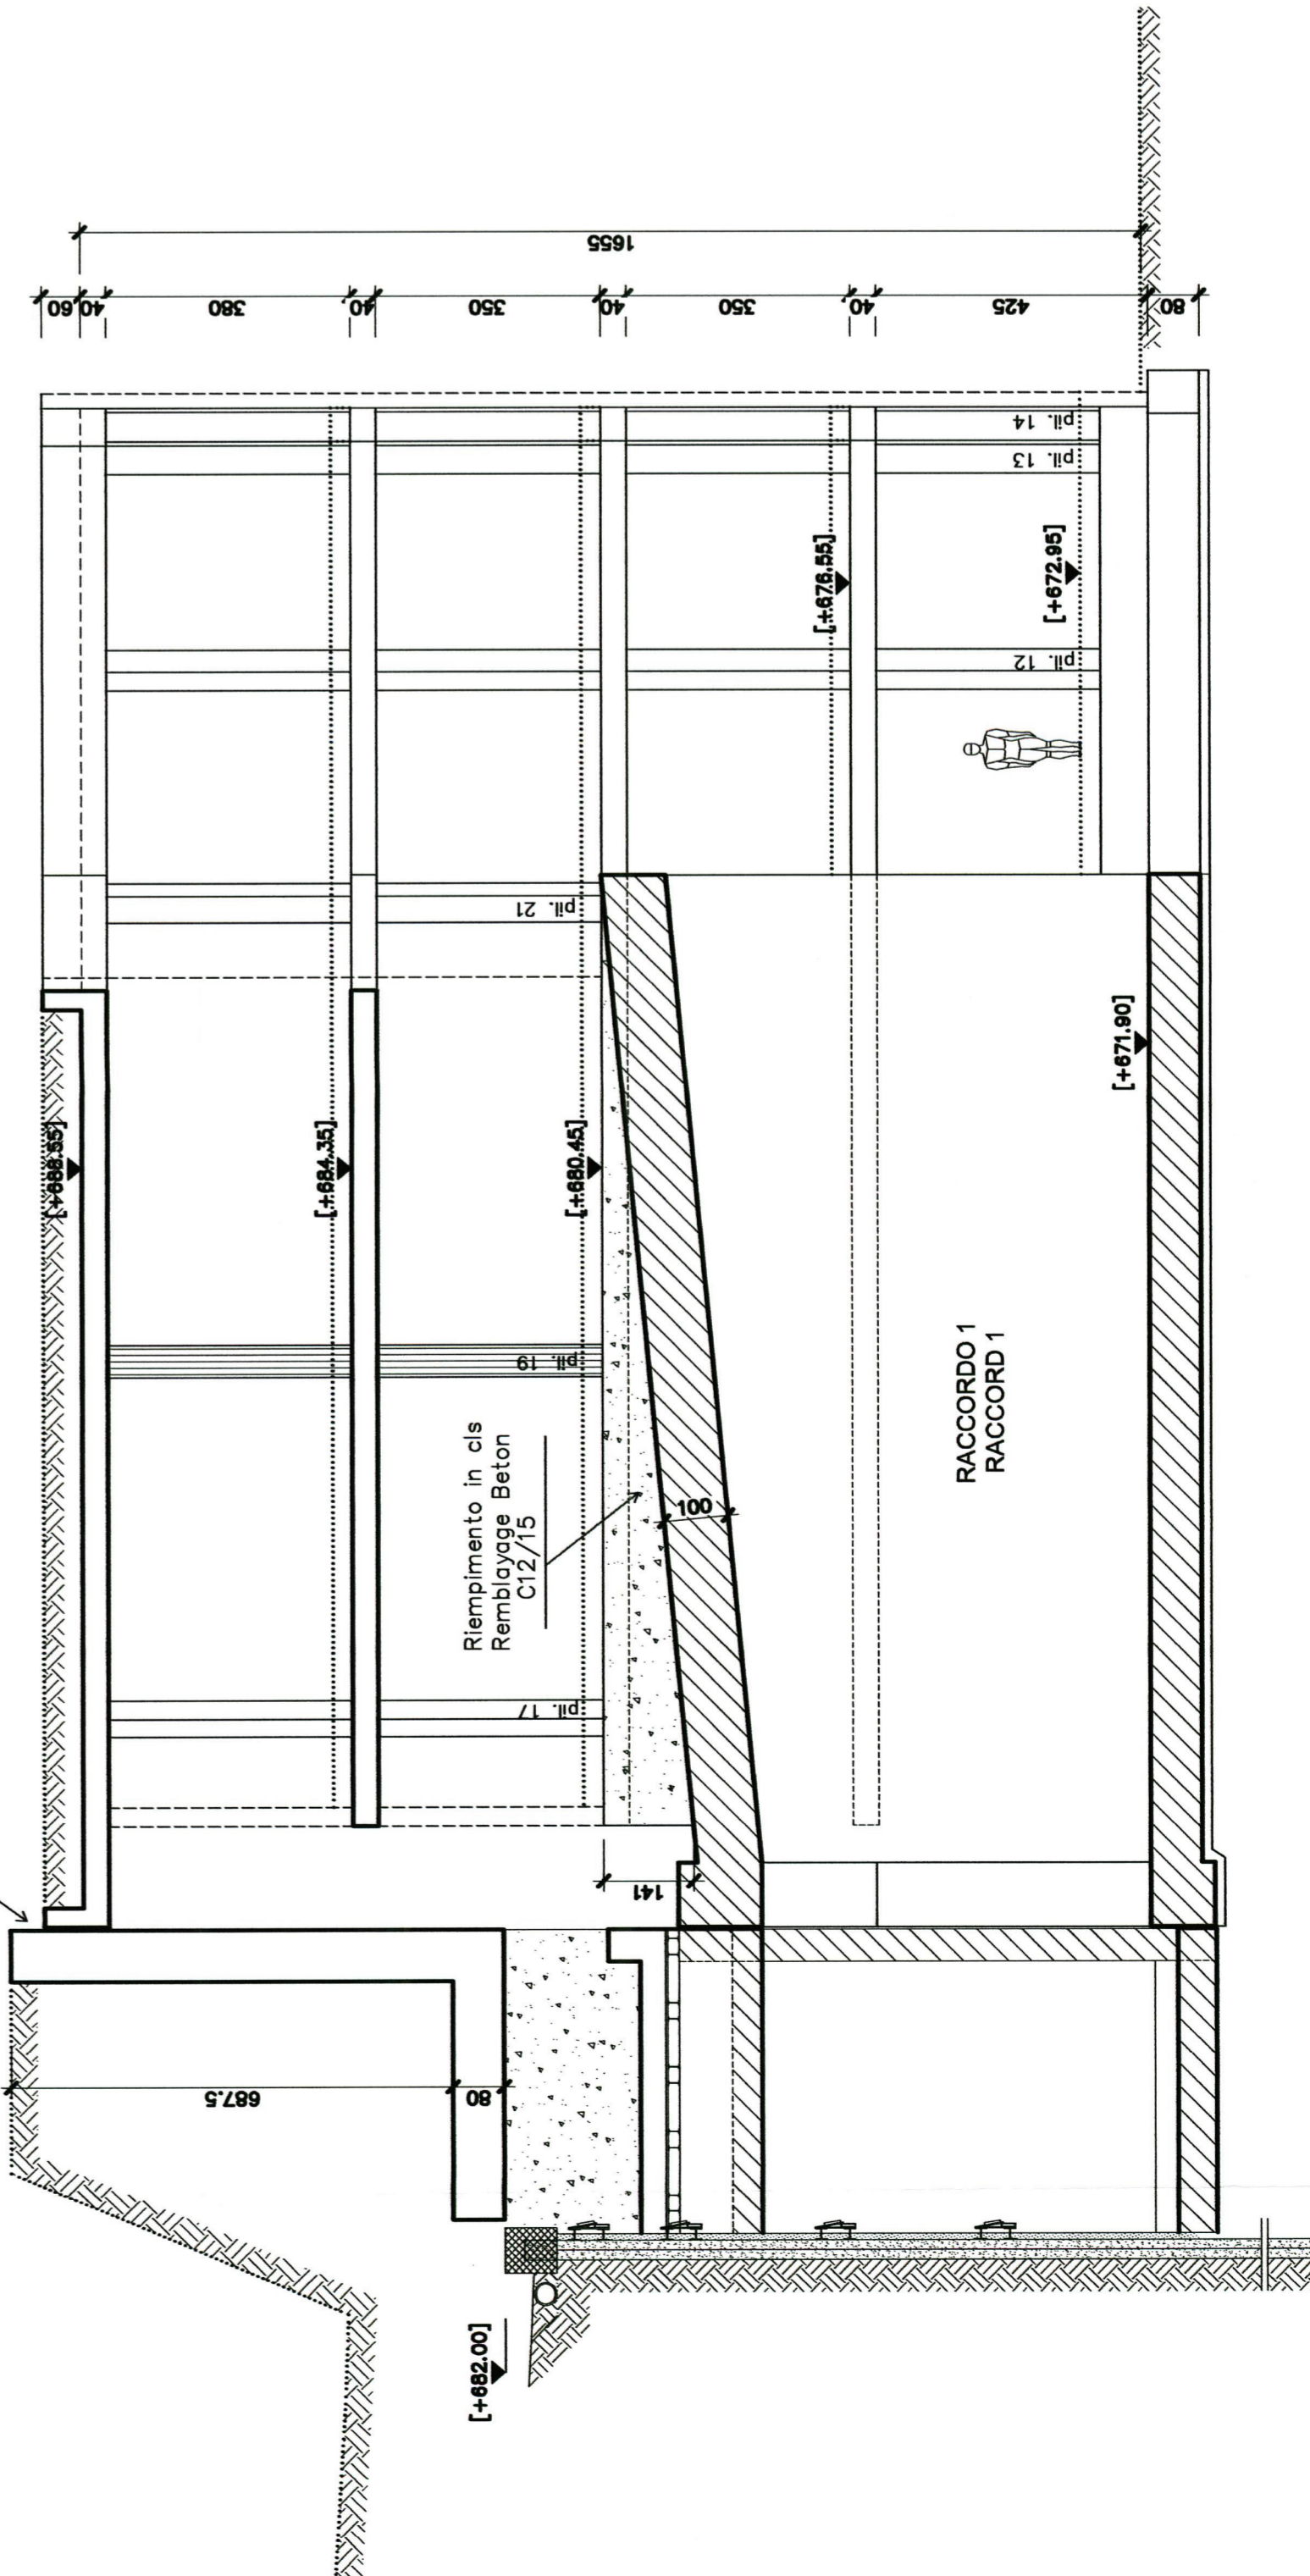 1655
60
40
380
40
350
40
350
40
425
80
pil. 14
pil. 13
[+676.55]
[+672.95]
pil. 12
pil. 21
[+671.90]
[+688.55]
[+684.35]
[+680.45]
pil. 19
RACCORDO 1
RACCORD 1
Riempimento in cls
Remblayage Beton
C12/15
100
pil. 17
141
687.5
80
[+682.00]